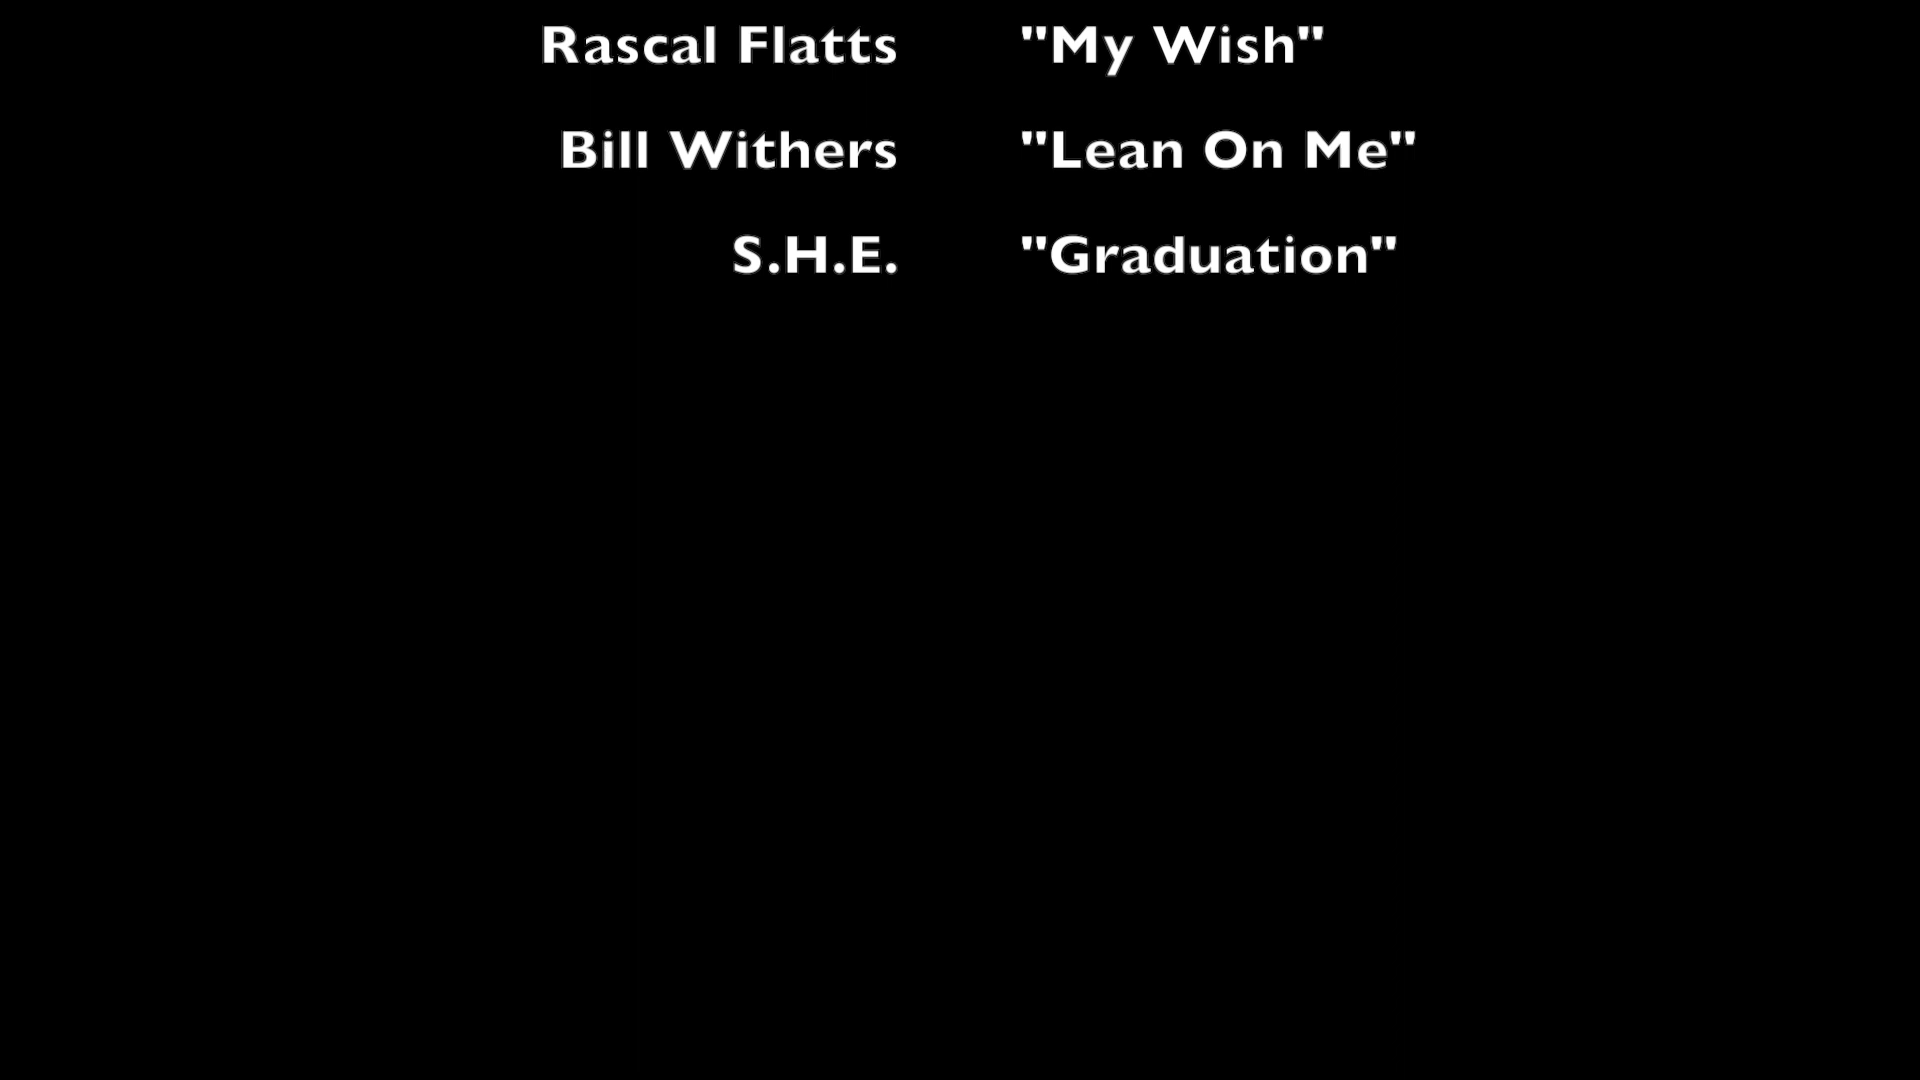 Rascal Flatts "My Wish"
Bill Withers "Lean On Me"
S.H.E. "Graduation"